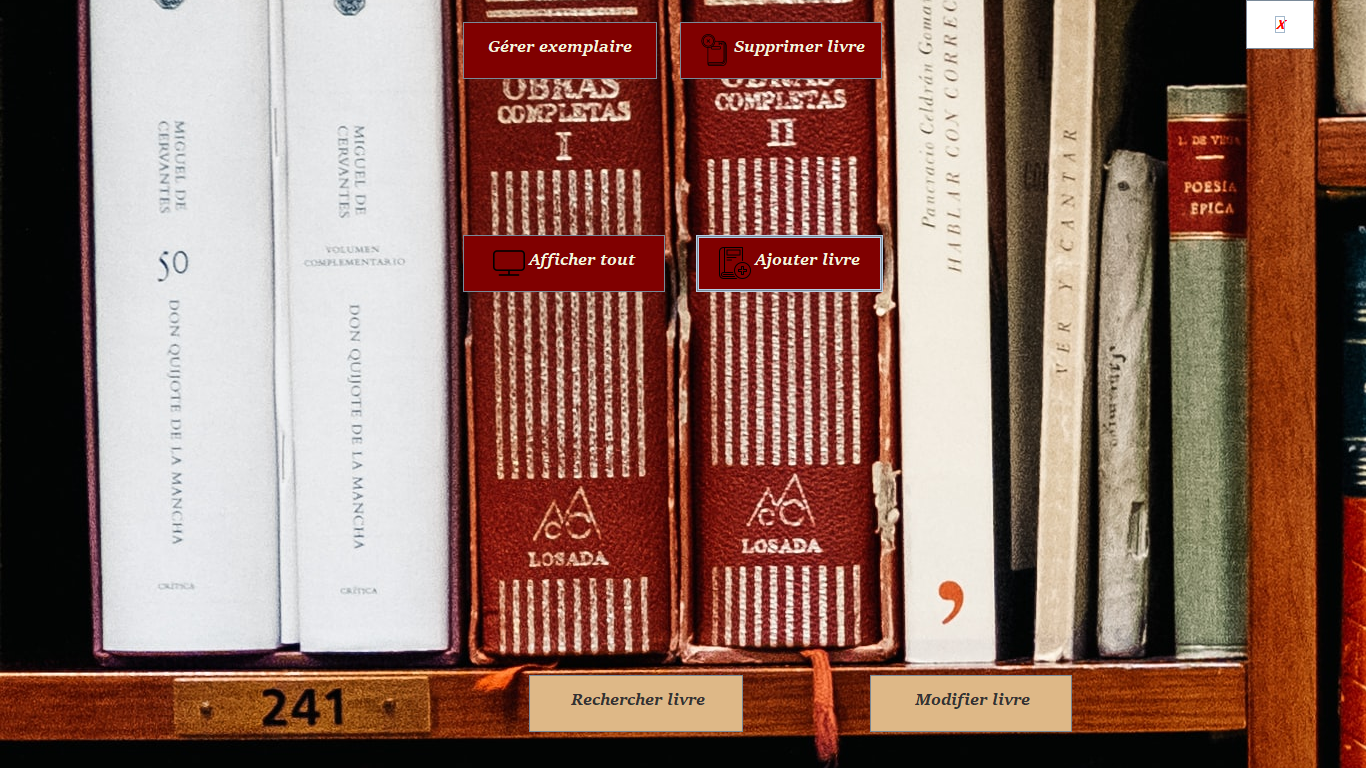 Gérer exemplaire
Supprimer livre
X
Afficher tout
Ajouter livre
Rechercher livre
Modifier livre
MIGUEL DE
CERVANTES
50
DON QUIJOTE DE LA MANCHA
CRÍTICA
MIGUEL DE
CERVANTES
VOLUMEN
COMPLEMENTARIO
DON QUIJOTE DE LA MANCHA
CRÍTICA
OBRAS
COMPLETAS
I
LOSADA
OBRAS
COMPLETAS
II
LOSADA
Pancracio Celdrán
HABLAR CON
VER Y CANTAR
L. DE VEGA
POESÍA
ÉPICA
241